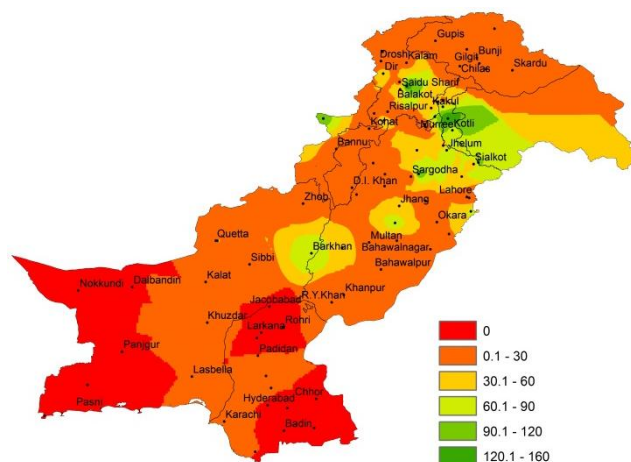 Gupis
Drosh Kalam
Bunji
Gilgit
Skardu
Dir
Chilas
Saidu Sharif
Balakot
Risalpur
Kakul
Kohat
Murree
Kotli
Bannu
Jhelum
Sialkot
Sargodha
D.I. Khan
Lahore
Zhob
Jhang
Okara
Quetta
Multan
Barkhan
Bahawalnagar
Sibbi
Bahawalpur
Kalat
Nokkundi
Dalbandin
Khanpur
R.Y.Khan
Jacobabad
Khuzdar
Larkana
Rohri
Padidan
Panjgur
Lasbella
Chhor
Pasni
Hyderabad
Karachi
Badin
0
0.1 - 30
30.1 - 60
60.1 - 90
90.1 - 120
120.1 - 160